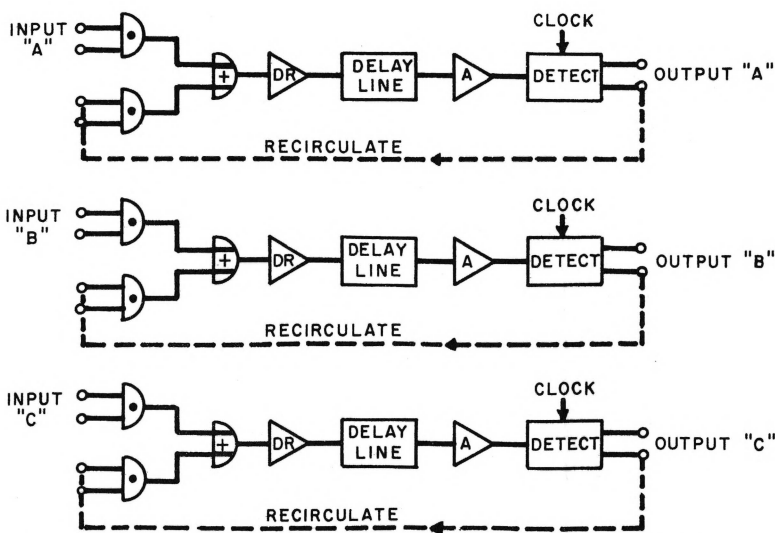 CLOCK
INPUT
"A"
•
+
DR
DELAY
LINE
A
DETECT
OUTPUT "A"
•
RECIRCULATE
CLOCK
INPUT
"B"
•
+
DR
DELAY
LINE
A
DETECT
OUTPUT "B"
•
RECIRCULATE
CLOCK
INPUT
"C"
•
+
DR
DELAY
LINE
A
DETECT
OUTPUT "C"
•
RECIRCULATE